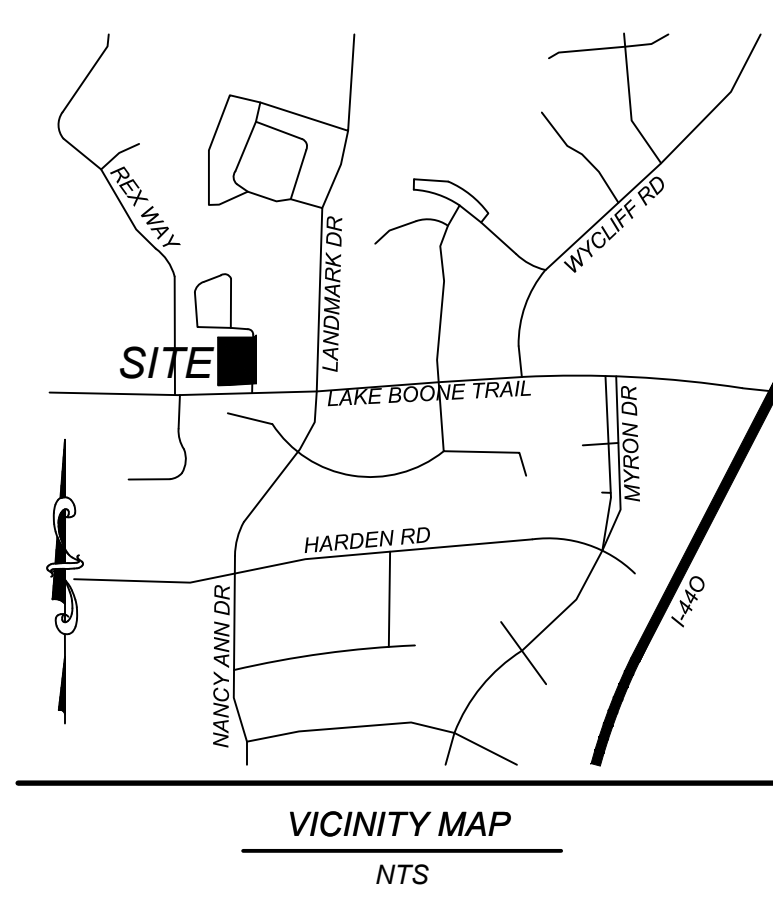 REX WAY
WYCLIFF RD
LANDMARK DR
SITE
LAKE BOONE TRAIL
MYRON DR
HARDEN RD
NANCY ANN DR
I-44O
VICINITY MAP
NTS